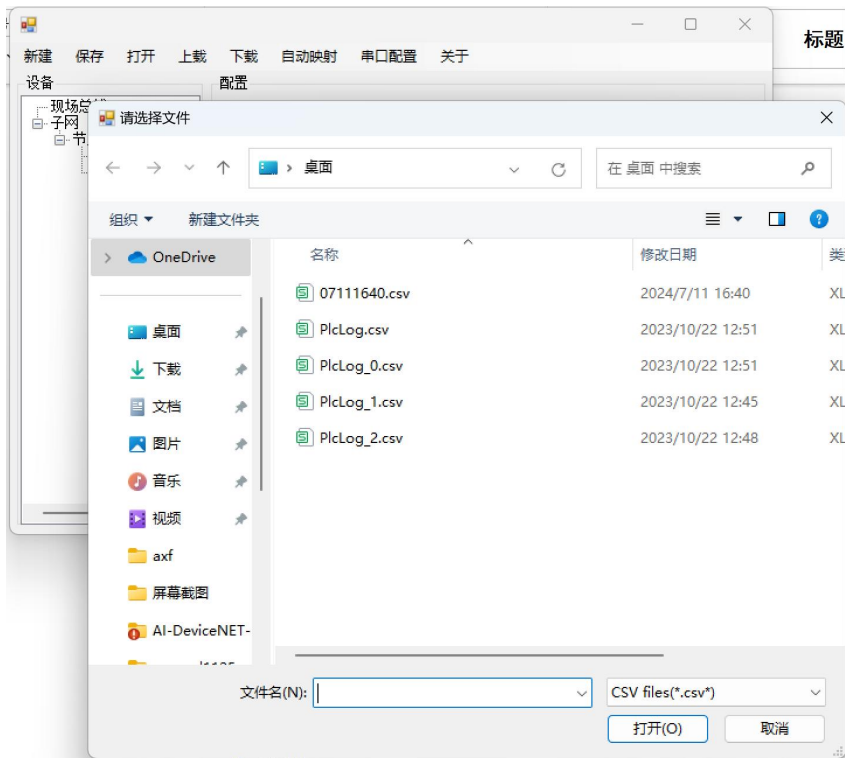 标题
新建 保存 打开 上载 下载 自动映射 串口配置 关于
设备 配置
现场总
子网
节
请选择文件
桌面
在 桌面 中搜索
组织 新建文件夹
名称 修改日期
OneDrive
桌面
下载
文档
图片
音乐
视频
axf
屏幕截图
AI-DeviceNET-
07111640.csv 2024/7/11 16:40 XL
PlcLog.csv 2023/10/22 12:51 XL
PlcLog_0.csv 2023/10/22 12:51 XL
PlcLog_1.csv 2023/10/22 12:45 XL
PlcLog_2.csv 2023/10/22 12:48 XL
文件名(N): CSV files(*.csv*)
打开(O) 取消